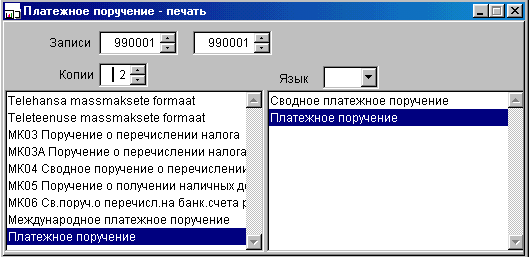 Платежное поручение - печать
Записи 990001 990001
Копии 2 Язык
Telehansa massmaksete formaat
Teleteenuse massmaksete formaat
МК03 Поручение о перечислении налога
МК03А Поручение о перечислении налога
МК04 Сводное поручение о перечислени
МК05 Поручение о получении наличных де
МК06 Св.поруч.о перечисл.на банк.счета р
Международное платежное поручение
Платежное поручение
Сводное платежное поручение
Платежное поручение